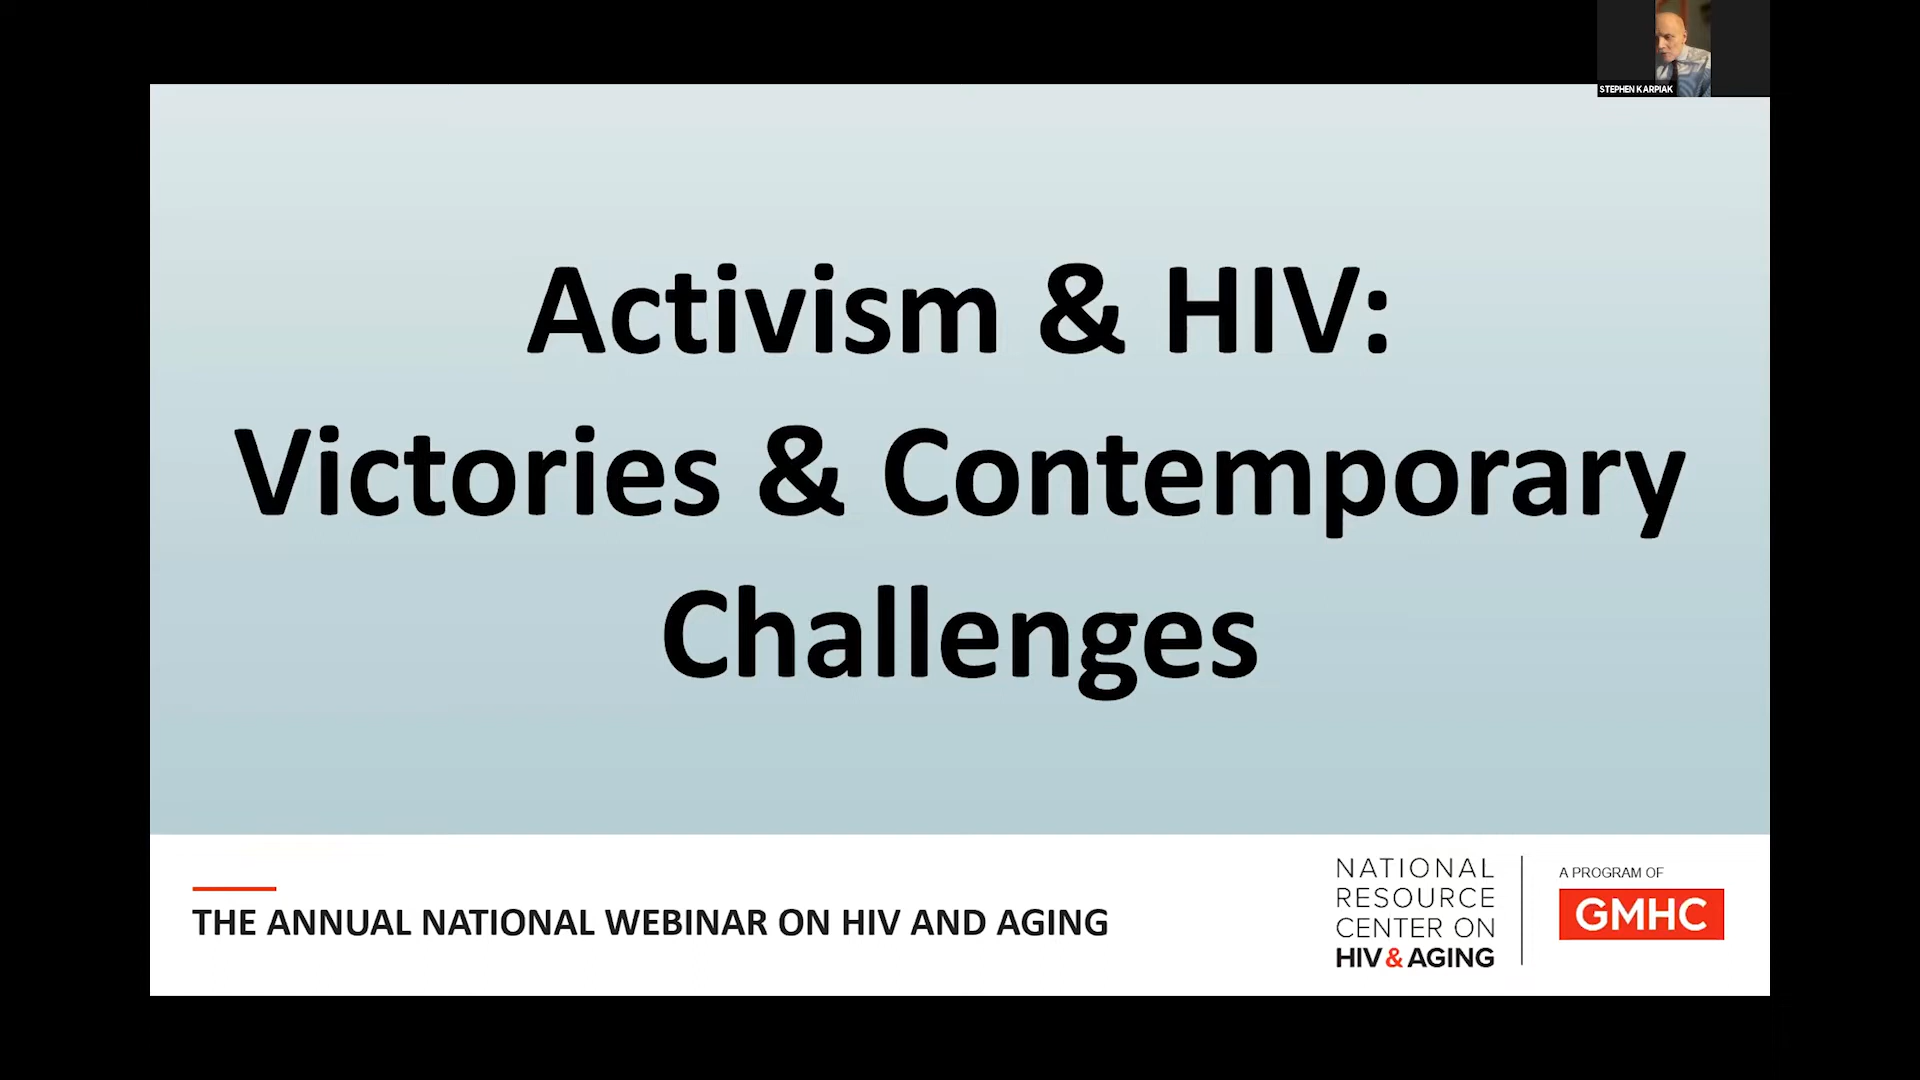 STEPHEN KARPIAK
Activism & HIV:
Victories & Contemporary
Challenges
THE ANNUAL NATIONAL WEBINAR ON HIV AND AGING
NATIONAL
RESOURCE
CENTER ON
HIV & AGING
A PROGRAM OF
GMHC